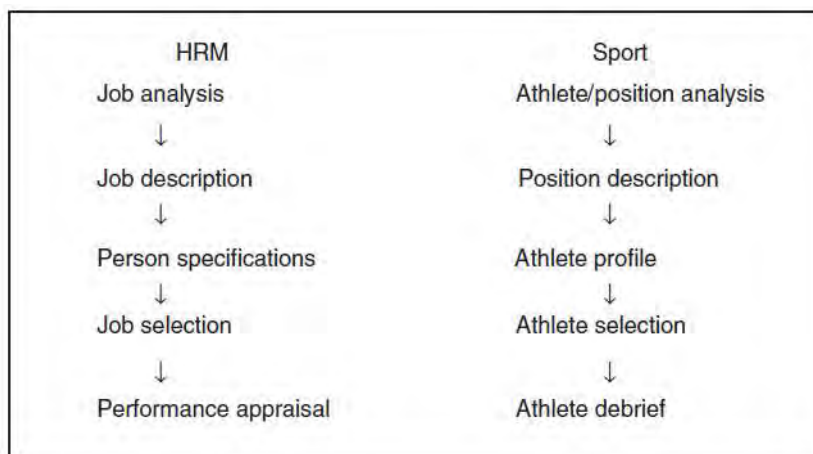 HRM Sport
Job analysis Athlete/position analysis
↓ ↓
Job description Position description
↓ ↓
Person specifications Athlete profile
↓ ↓
Job selection Athlete selection
↓ ↓
Performance appraisal Athlete debrief